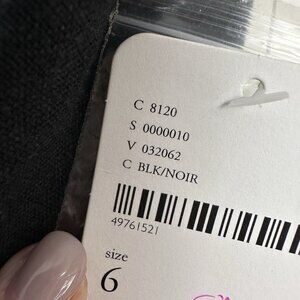 C 8120
S 0000010
V 032062
C BLK/NOIR
49761521
size
6